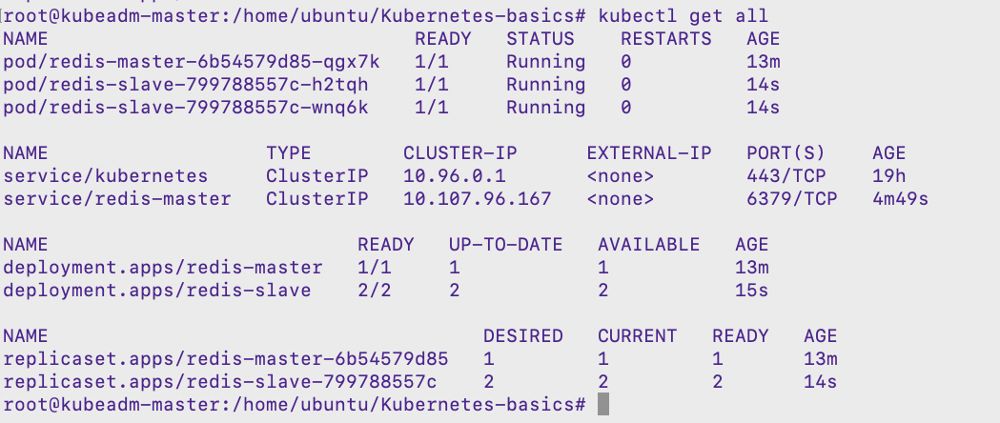 root@kubeadm-master:/home/ubuntu/Kubernetes-basics# kubectl get all
NAME                                READY   STATUS    RESTARTS   AGE
pod/redis-master-6b54579d85-qgx7k   1/1     Running   0          13m
pod/redis-slave-799788557c-h2tqh    1/1     Running   0          14s
pod/redis-slave-799788557c-wnq6k    1/1     Running   0          14s

NAME                   TYPE        CLUSTER-IP      EXTERNAL-IP   PORT(S)    AGE
service/kubernetes     ClusterIP   10.96.0.1       <none>        443/TCP    19h
service/redis-master   ClusterIP   10.107.96.167   <none>        6379/TCP   4m49s

NAME                           READY   UP-TO-DATE   AVAILABLE   AGE
deployment.apps/redis-master   1/1     1            1           13m
deployment.apps/redis-slave    2/2     2            2           15s

NAME                                      DESIRED   CURRENT   READY   AGE
replicaset.apps/redis-master-6b54579d85   1         1         1       13m
replicaset.apps/redis-slave-799788557c    2         2         2       14s
root@kubeadm-master:/home/ubuntu/Kubernetes-basics#